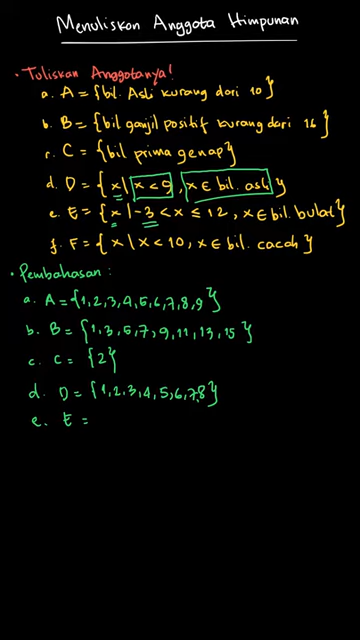 Menuliskan Anggota Himpunan
• Tuliskan Anggotanya!
a. A = {bil. Asli kurang dari 10}
b. B = {bil ganjil positif kurang dari 16}
c. C = {bil prima genap}
d. D = {x | x < 9, x ∈ bil. asli}
e. E = {x | -3 < x ≤ 12, x ∈ bil. bulat}
f. F = {x | x < 10, x ∈ bil. cacah}
• Pembahasan :
a. A = {1, 2, 3, 4, 5, 6, 7, 8, 9}
b. B = {1, 3, 5, 7, 9, 11, 13, 15}
c. C = {2}
d. D = {1, 2, 3, 4, 5, 6, 7, 8}
e. E =